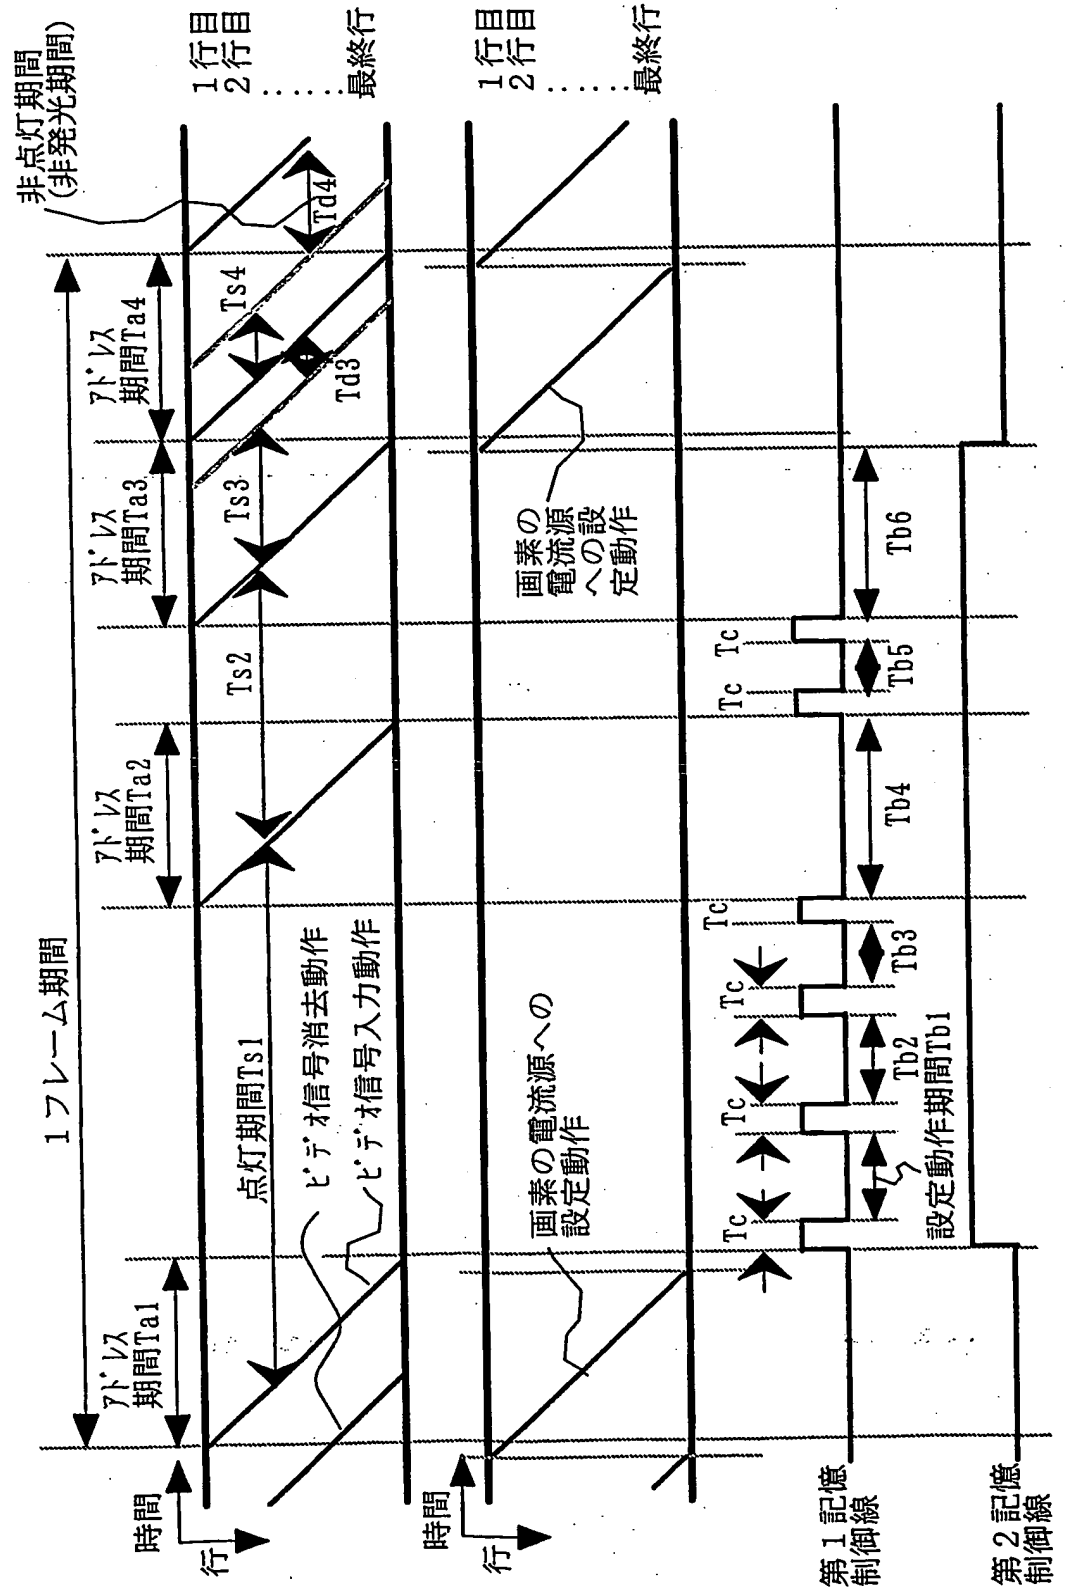 1フレーム期間
アドレス
期間Ta1
アドレス
期間Ta2
アドレス
期間Ta3
アドレス
期間Ta4
非点灯期間
(非発光期間)
時間
行
点灯期間Ts1
Ts2
Ts3
Ts4
Td3
Td4
ビデオ信号消去動作
ビデオ信号入力動作
1行目
2行目
......
最終行
時間
行
画素の電流源への
設定動作
画素の
電流源
への設
定動作
1行目
2行目
......
最終行
第1記憶
制御線
Tc
Tc
Tc
Tc
Tc
Tc
設定動作期間Tb1
Tb2
Tb3
Tb4
Tb5
Tb6
第2記憶
制御線